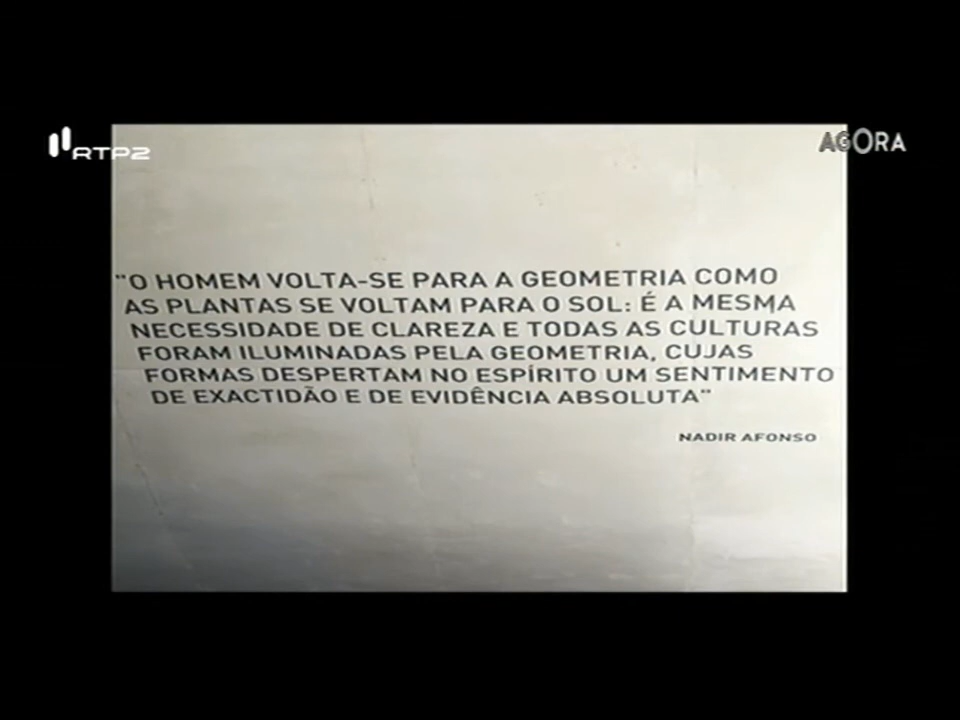 RTP2
AGORA
"O HOMEM VOLTA-SE PARA A GEOMETRIA COMO
AS PLANTAS SE VOLTAM PARA O SOL: É A MESMA
NECESSIDADE DE CLAREZA E TODAS AS CULTURAS
FORAM ILUMINADAS PELA GEOMETRIA, CUJAS
FORMAS DESPERTAM NO ESPÍRITO UM SENTIMENTO
DE EXACTIDÃO E DE EVIDÊNCIA ABSOLUTA"
NADIR AFONSO